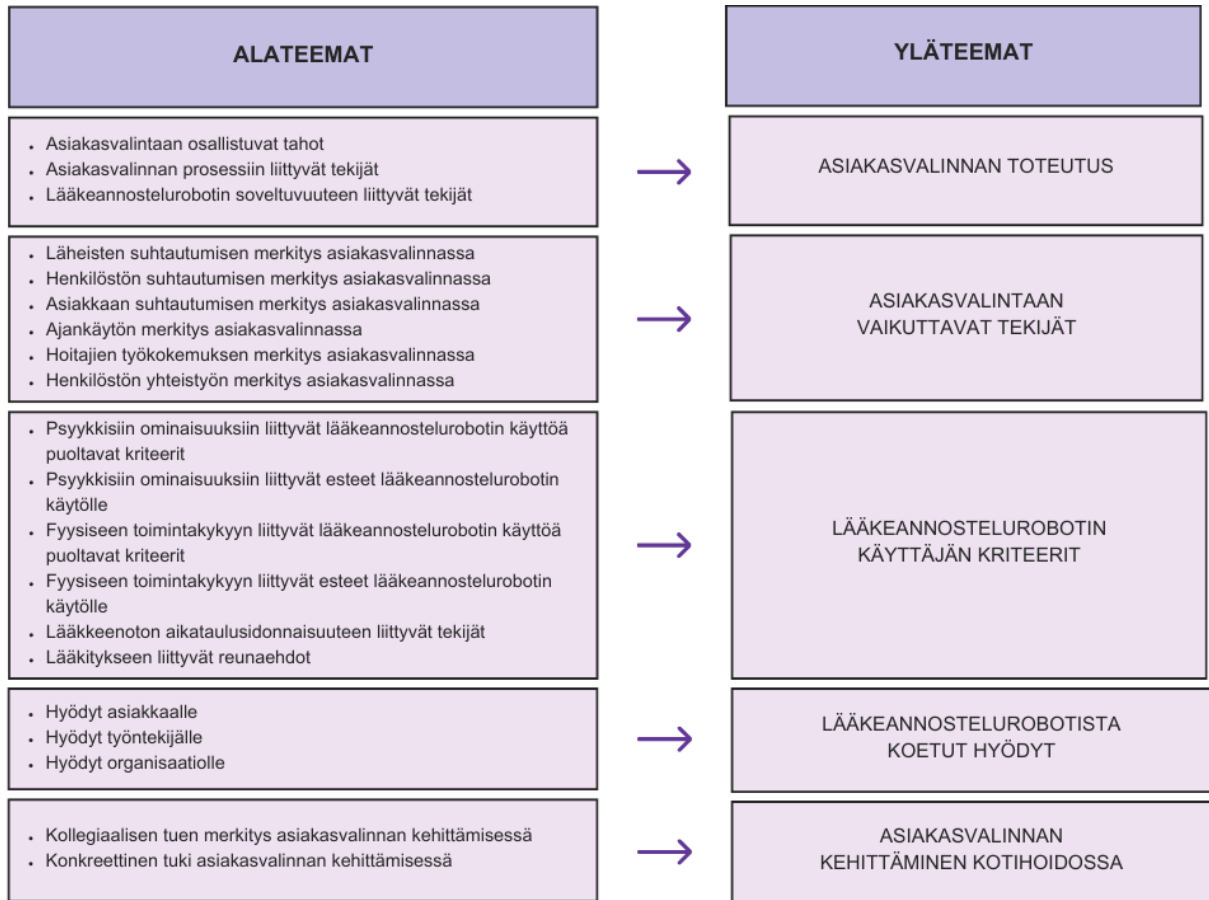 ALATEEMAT
YLÄTEEMAT
• Asiakasvalintaan osallistuvat tahot
• Asiakasvalinnan prosessiin liittyvät tekijät
• Lääkeannostelurobotin soveltuvuuteen liittyvät tekijät
ASIAKASVALINNAN TOTEUTUS
• Läheisten suhtautumisen merkitys asiakasvalinnassa
• Henkilöstön suhtautumisen merkitys asiakasvalinnassa
• Asiakkaan suhtautumisen merkitys asiakasvalinnassa
• Ajankäytön merkitys asiakasvalinnassa
• Hoitajien työkokemuksen merkitys asiakasvalinnassa
• Henkilöstön yhteistyön merkitys asiakasvalinnassa
ASIAKASVALINTAAN
VAIKUTTAVAT TEKIJÄT
• Psyykkisiin ominaisuuksiin liittyvät lääkeannostelurobotin käyttöä
puoltavat kriteerit
• Psyykkisiin ominaisuuksiin liittyvät esteet lääkeannostelurobotin
käytölle
• Fyysiseen toimintakykyyn liittyvät lääkeannostelurobotin käyttöä
puoltavat kriteerit
• Fyysiseen toimintakykyyn liittyvät esteet lääkeannostelurobotin
käytölle
• Lääkkeenoton aikataulusidonnaisuuteen liittyvät tekijät
• Lääkitykseen liittyvät reunaehdot
LÄÄKEANNOSTELUROBOTIN
KÄYTTÄJÄN KRITEERIT
• Hyödyt asiakkaalle
• Hyödyt työntekijälle
• Hyödyt organisaatiolle
LÄÄKEANNOSTELUROBOTISTA
KOETUT HYÖDYT
• Kollegiaalisen tuen merkitys asiakasvalinnan kehittämisessä
• Konkreettinen tuki asiakasvalinnan kehittämisessä
ASIAKASVALINNAN
KEHITTÄMINEN KOTIHOIDOSSA